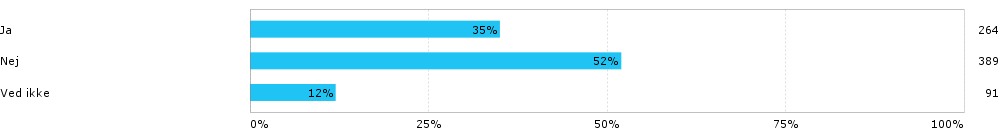 Ja 35% 264
Nej 52% 389
Ved ikke 12% 91
0% 25% 50% 75% 100%